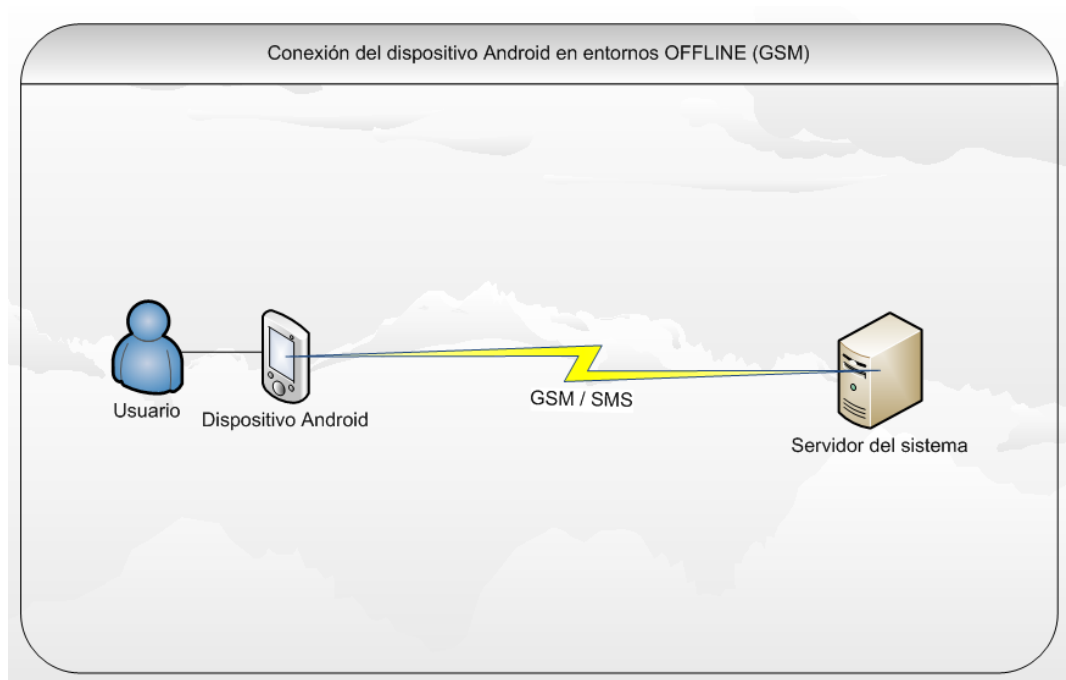 Conexión del dispositivo Android en entornos OFFLINE (GSM)
Usuario
Dispositivo Android
GSM / SMS
Servidor del sistema